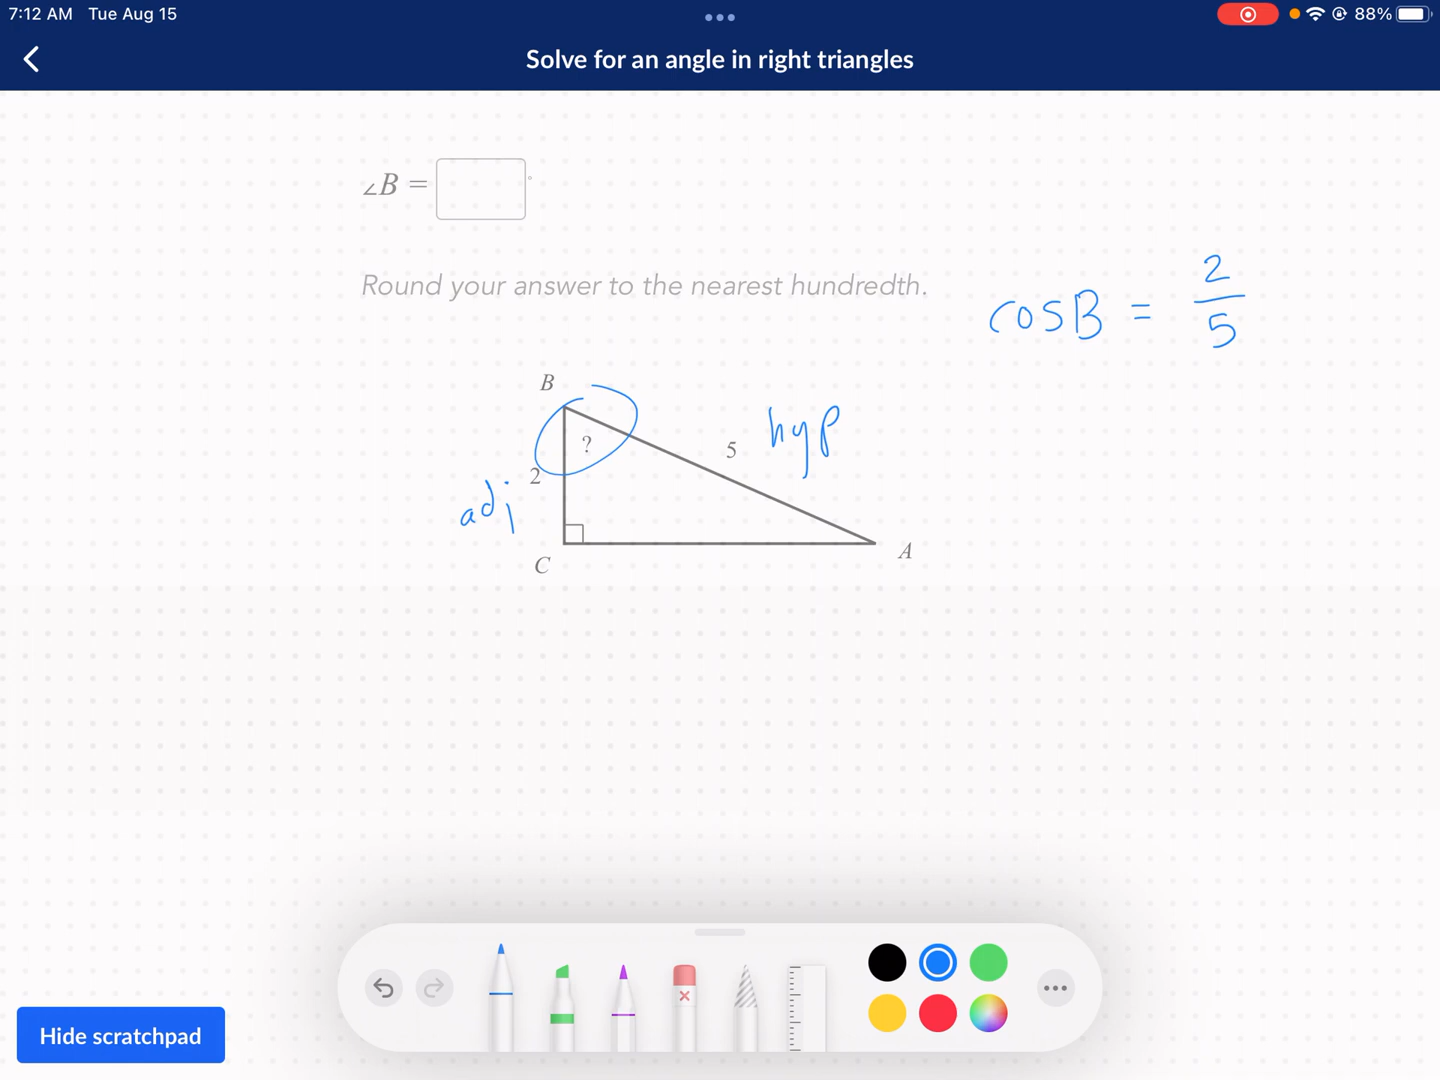 7:12 AM Tue Aug 15
88%
Solve for an angle in right triangles
∠B = °
Round your answer to the nearest hundredth.
cosB = 2/5
B
?
5
hyp
2
adj
C
A
Hide scratchpad